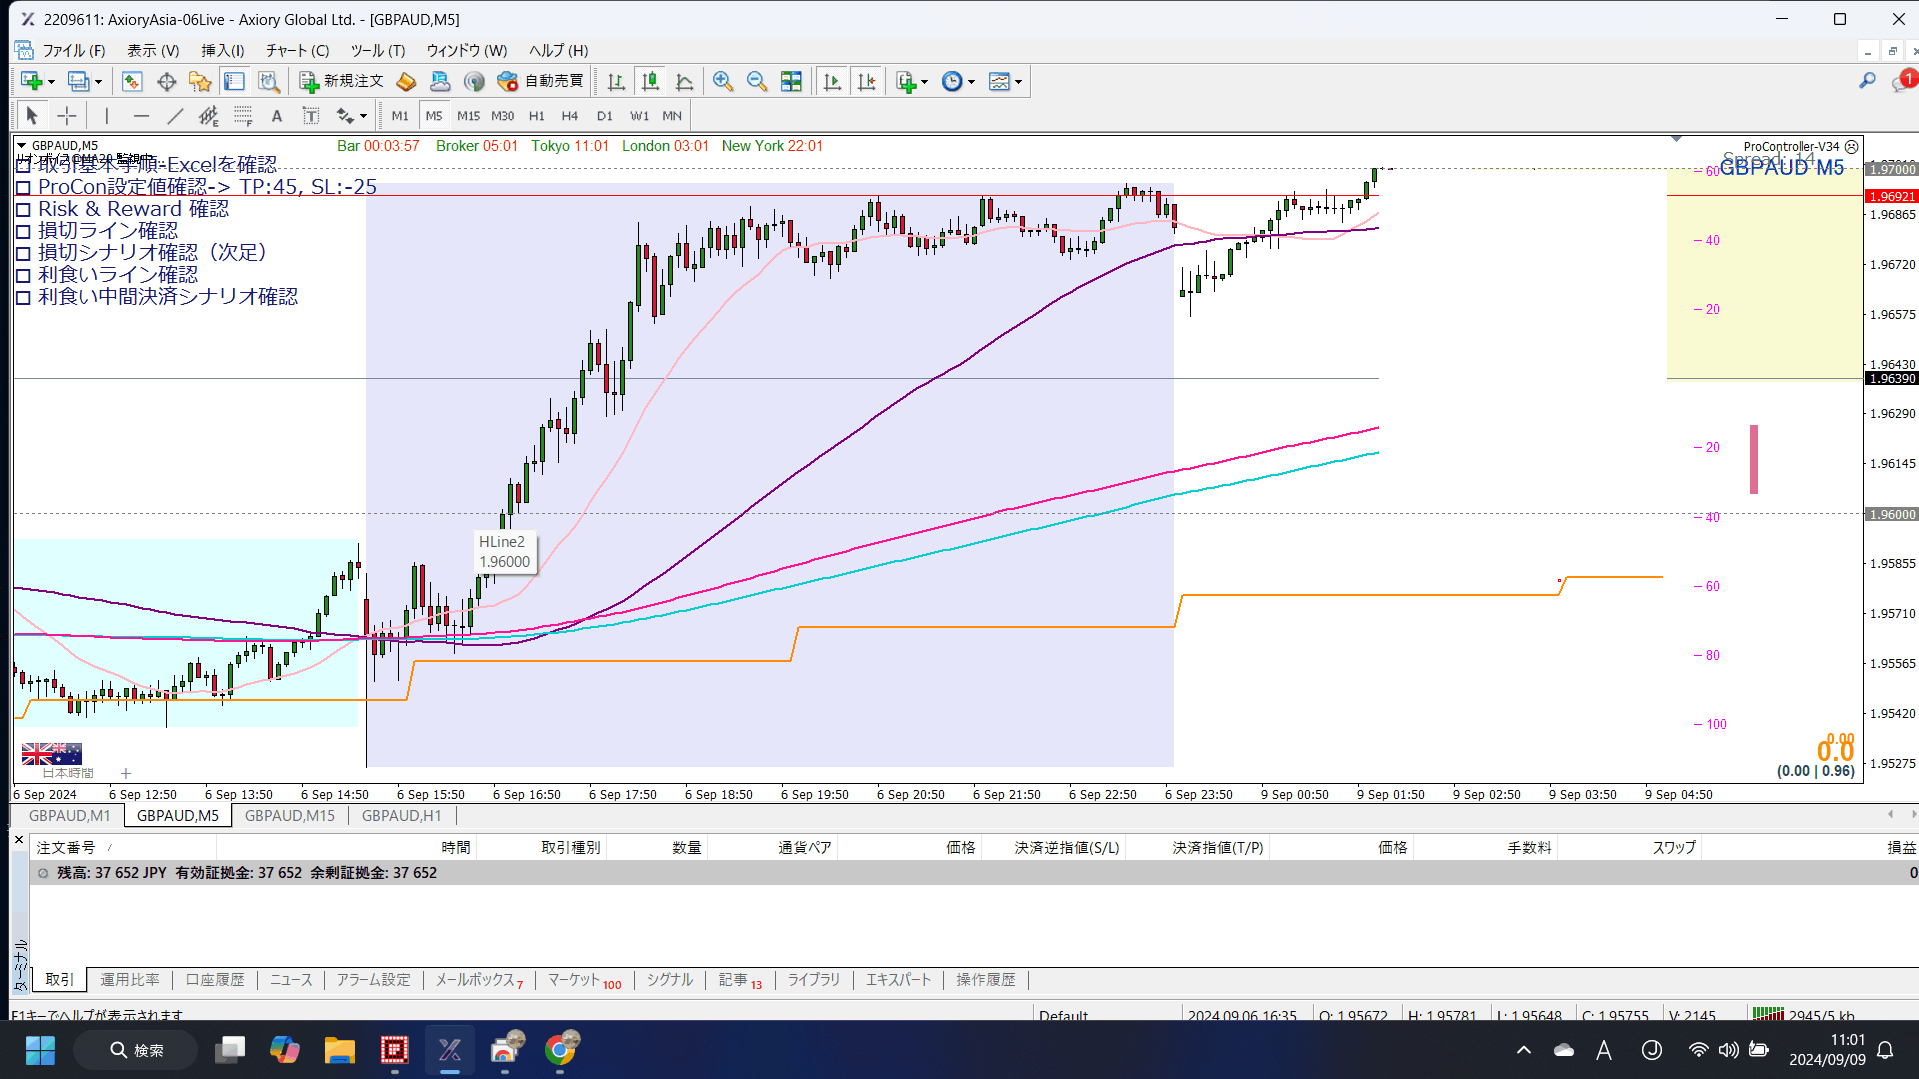 2209611: AxioryAsia-06Live - Axiory Global Ltd. - [GBPAUD,M5]
ファイル (F) 表示 (V) 挿入(I) チャート (C) ツール (T) ウィンドウ (W) ヘルプ (H)
新規注文 自動売買
1
A T M1 M5 M15 M30 H1 H4 D1 W1 MN
GBPAUD,M5 Bar 00:03:57 Broker 05:01 Tokyo 11:01 London 03:01 New York 22:01 ProController-V34
Spread: 14
GBPAUD M5
取引基本手順-Excelを確認
ProCon設定値確認-> TP:45, SL:-25
Risk & Reward 確認
損切ライン確認
損切シナリオ確認（次足）
利食いライン確認
利食い中間決済シナリオ確認
60
40
20
20
40
60
80
100
1.97000
1.96921
1.96865
1.96720
1.96575
1.96430
1.96390
1.96290
1.96145
1.96000
1.95855
1.95710
1.95565
1.95420
1.95275
HLine2
1.96000
0.00
0.0
(0.00 | 0.96)
日本時間
6 Sep 2024 6 Sep 12:50 6 Sep 13:50 6 Sep 14:50 6 Sep 15:50 6 Sep 16:50 6 Sep 17:50 6 Sep 18:50 6 Sep 19:50 6 Sep 20:50 6 Sep 21:50 6 Sep 22:50 6 Sep 23:50 9 Sep 00:50 9 Sep 01:50 9 Sep 02:50 9 Sep 03:50 9 Sep 04:50
GBPAUD,M1 GBPAUD,M5 GBPAUD,M15 GBPAUD,H1
注文番号 / 時間 取引種別 数量 通貨ペア 価格 決済逆指値(S/L) 決済指値(T/P) 価格 手数料 スワップ 損益
残高: 37 652 JPY 有効証拠金: 37 652 余剰証拠金: 37 652 0
ターミナル
取引 運用比率 口座履歴 ニュース アラーム設定 メールボックス 7 マーケット 100 シグナル 記事 13 ライブラリ エキスパート 操作履歴
F1キーでヘルプが表示されます Default 2024.09.06 16:35 O: 1.95672 H: 1.95781 L: 1.95648 C: 1.95755 V: 2145 2945/5 kb
検索 A J 11:01
2024/09/09